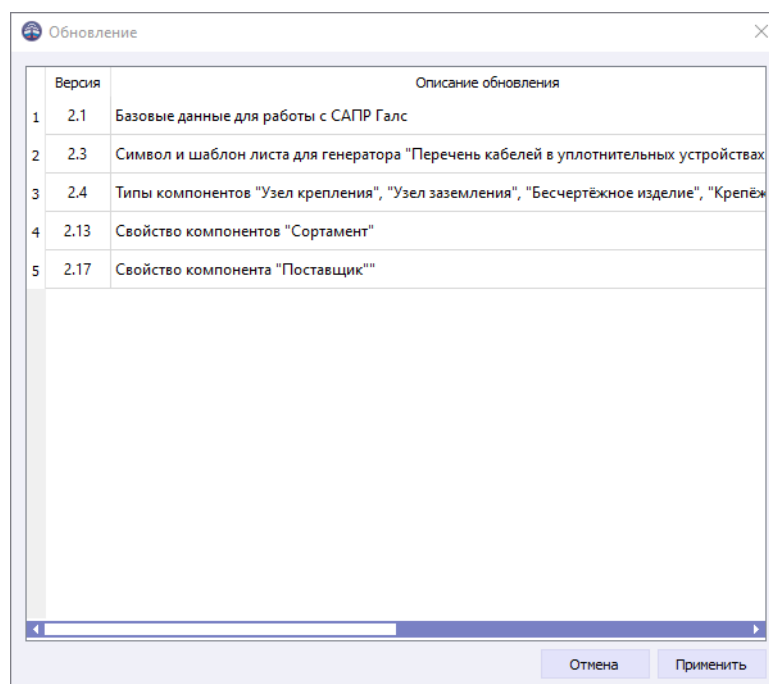 Обновление
Версия Описание обновления
1 2.1 Базовые данные для работы с САПР Галс
2 2.3 Символ и шаблон листа для генератора "Перечень кабелей в уплотнительных устройствах
3 2.4 Типы компонентов "Узел крепления", "Узел заземления", "Бесчертёжное изделие", "Крепёж
4 2.13 Свойство компонентов "Сортамент"
5 2.17 Свойство компонента "Поставщик""
Отмена Применить